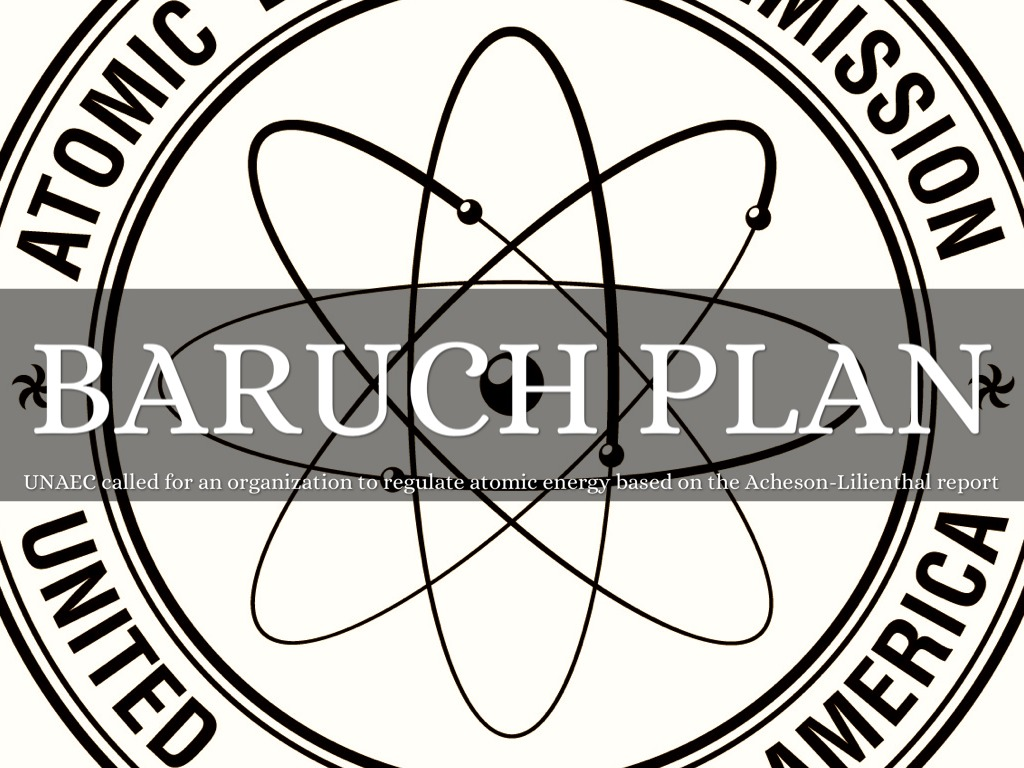 ATOMIC
MISSION
BARUCH PLAN
UNAEC called for an organization to regulate atomic energy based on the Acheson-Lilienthal report
UNITED
AMERICA